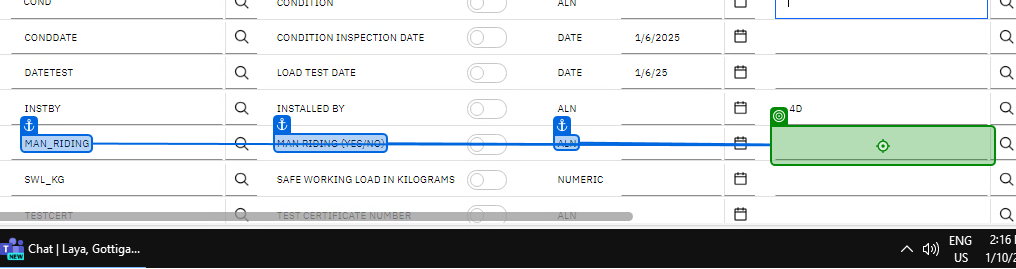 COND CONDITION ALN
CONDDATE CONDITION INSPECTION DATE DATE 1/6/2025
DATETEST LOAD TEST DATE DATE 1/6/25
INSTBY INSTALLED BY ALN 4D
MAN_RIDING MAN RIDING (YES/NO) ALN
SWL_KG SAFE WORKING LOAD IN KILOGRAMS NUMERIC
TESTCERT TEST CERTIFICATE NUMBER ALN
T NEW Chat | Laya, Gottiga... ENG 2:16
US 1/10/2